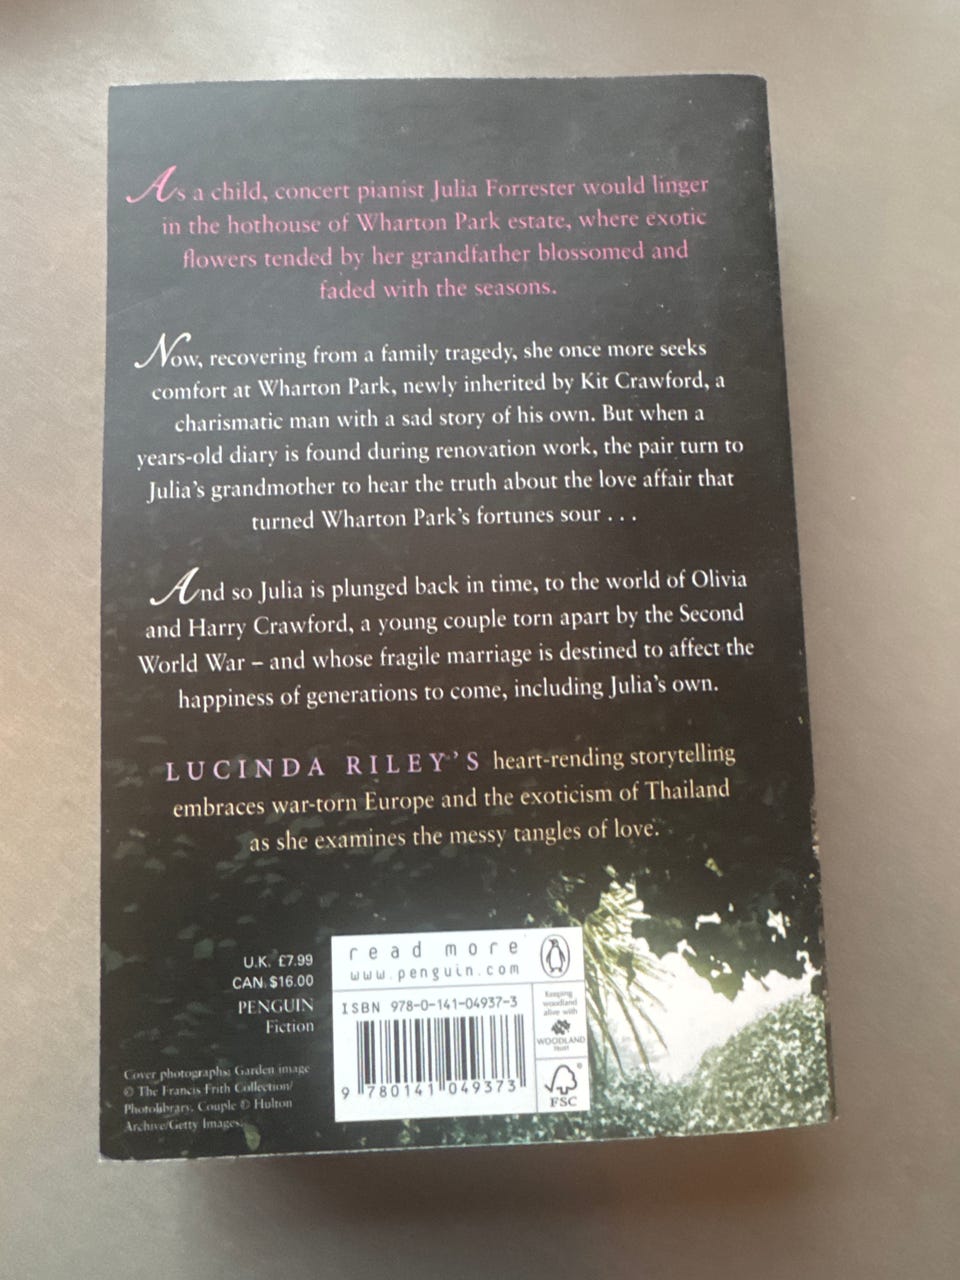 As a child, concert pianist Julia Forrester would linger
in the hothouse of Wharton Park estate, where exotic
flowers tended by her grandfather blossomed and
faded with the seasons.
Now, recovering from a family tragedy, she once more seeks
comfort at Wharton Park, newly inherited by Kit Crawford, a
charismatic man with a sad story of his own. But when a
years-old diary is found during renovation work, the pair turn to
Julia's grandmother to hear the truth about the love affair that
turned Wharton Park's fortunes sour . . .
And so Julia is plunged back in time, to the world of Olivia
and Harry Crawford, a young couple torn apart by the Second
World War – and whose fragile marriage is destined to affect the
happiness of generations to come, including Julia's own.
LUCINDA RILEY'S heart-rending storytelling
embraces war-torn Europe and the exoticism of Thailand
as she examines the messy tangles of love.
U.K. £7.99
CAN. $16.00
PENGUIN
Fiction
Cover photographs: Garden image
© The Francis Frith Collection/
Photolibrary. Couple © Hulton
Archive/Getty Images.
read more
www.penguin.com
ISBN 978-0-141-04937-3
9 780141 049373
Keeping
woodland
alive with
WOODLAND
TRUST
®
FSC